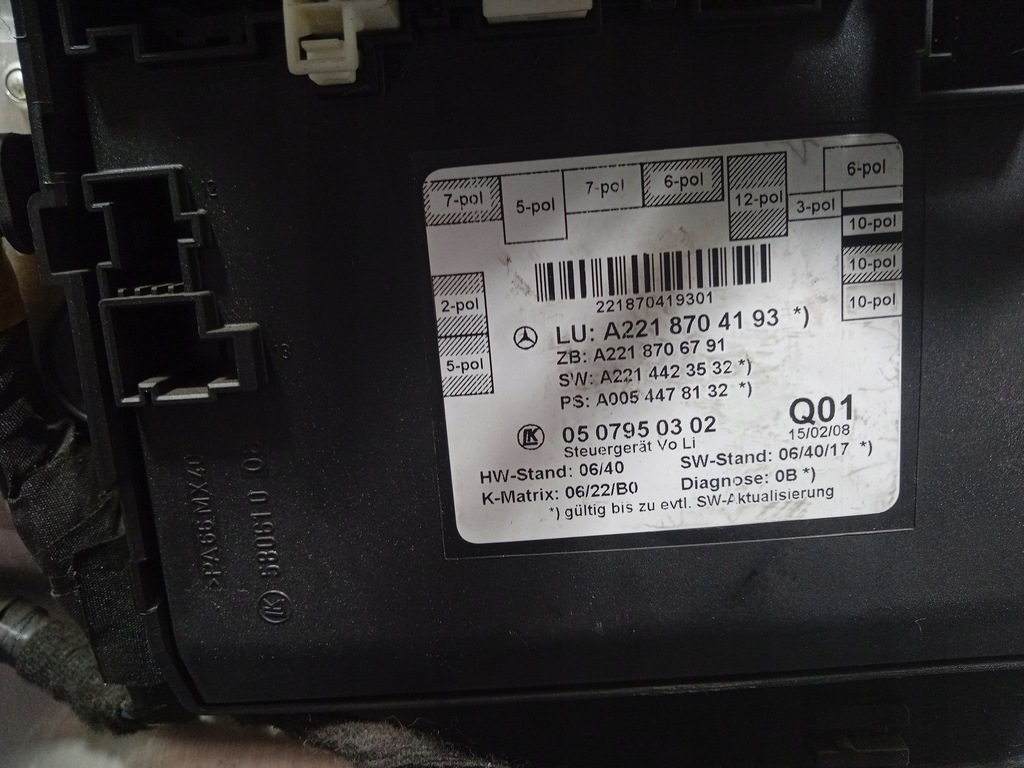 7-pol
5-pol
7-pol
6-pol
12-pol
3-pol
6-pol
10-pol
10-pol
10-pol
2-pol
5-pol
221870419301
LU: A221 870 41 93 *)
ZB: A221 870 67 91
SW: A221 442 35 32 *)
PS: A005 447 81 32 *)
LK 05 0795 03 02
Steuergerät Vo Li
Q01
15/02/08
HW-Stand: 06/40
SW-Stand: 06/40/17 *)
K-Matrix: 06/22/B0
Diagnose: 0B *)
*) gültig bis zu evtl. SW-Aktualisierung
>PA66MX40
LK 580610